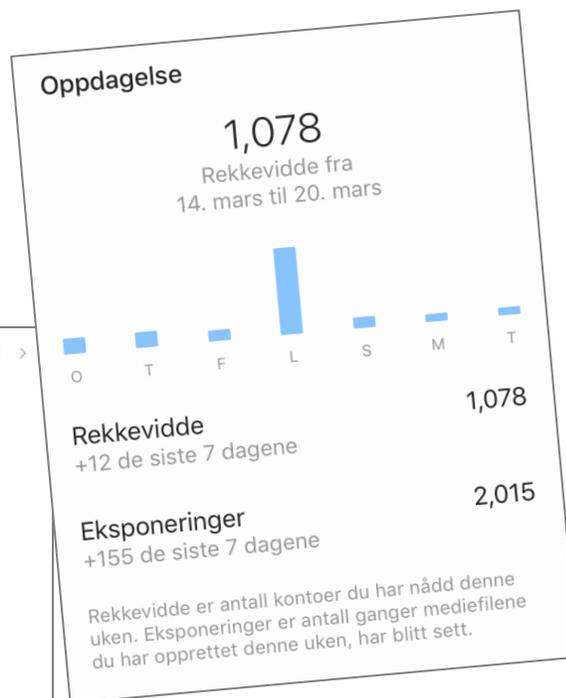 Oppdagelse
1,078
Rekkevidde fra
14. mars til 20. mars
O T F L S M T
Rekkevidde 1,078
+12 de siste 7 dagene
Eksponeringer 2,015
+155 de siste 7 dagene
Rekkevidde er antall kontoer du har nådd denne
uken. Eksponeringer er antall ganger mediefilene
du har opprettet denne uken, har blitt sett.